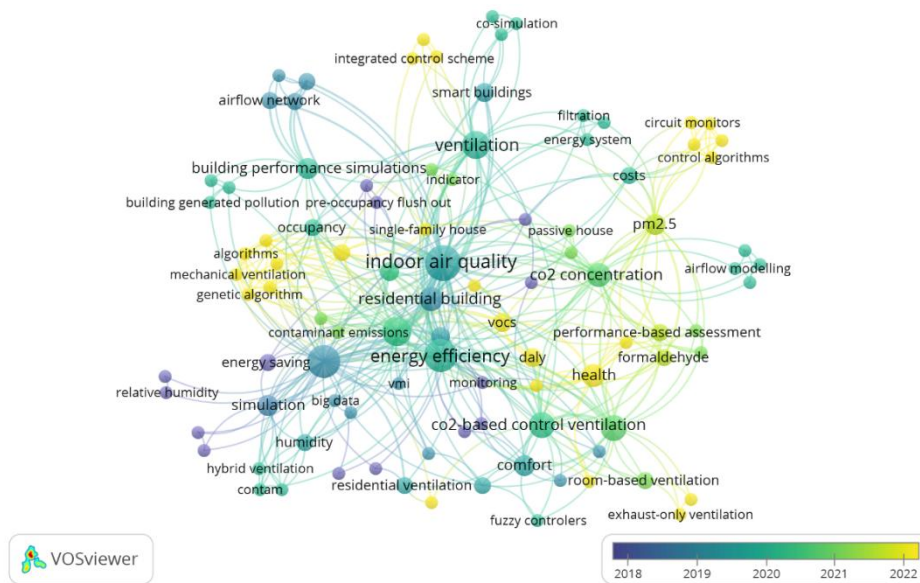 co-simulation
integrated control scheme
smart buildings
airflow network
filtration
circuit monitors
ventilation
energy system
control algorithms
building performance simulations
indicator
costs
building generated pollution
pre-occupancy flush out
occupancy
single-family house
passive house
pm2.5
algorithms
indoor air quality
mechanical ventilation
co2 concentration
airflow modelling
genetic algorithm
residential building
contaminant emissions
vocs
performance-based assessment
energy saving
energy efficiency
daly
formaldehyde
relative humidity
vmi
monitoring
health
simulation
big data
co2-based control ventilation
humidity
hybrid ventilation
comfort
contam
residential ventilation
room-based ventilation
fuzzy controlers
exhaust-only ventilation
VOSviewer
2018 2019 2020 2021 2022